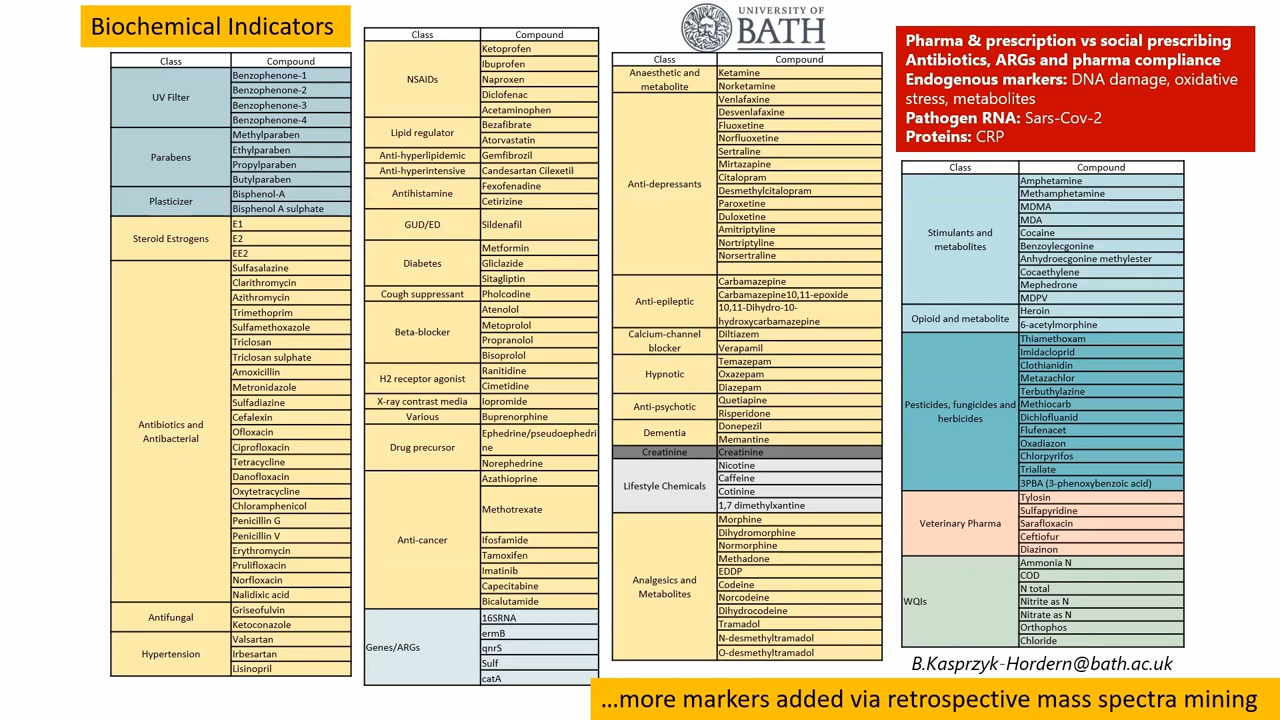 Biochemical Indicators
UNIVERSITY OF
BATH
Class Compound
UV Filter
Benzophenone-1
Benzophenone-2
Benzophenone-3
Benzophenone-4
Parabens
Methylparaben
Ethylparaben
Propylparaben
Butylparaben
Plasticizer
Bisphenol-A
Bisphenol A sulphate
Steroid Estrogens
E1
E2
EE2
Antibiotics and
Antibacterial
Sulfasalazine
Clarithromycin
Azithromycin
Trimethoprim
Sulfamethoxazole
Triclosan
Triclosan sulphate
Amoxicillin
Metronidazole
Sulfadiazine
Cefalexin
Ofloxacin
Ciprofloxacin
Tetracycline
Danofloxacin
Oxytetracycline
Chloramphenicol
Penicillin G
Penicillin V
Erythromycin
Prulifloxacin
Norfloxacin
Nalidixic acid
Antifungal
Griseofulvin
Ketoconazole
Hypertension
Valsartan
Irbesartan
Lisinopril
Class Compound
NSAIDs
Ketoprofen
Ibuprofen
Naproxen
Diclofenac
Acetaminophen
Lipid regulator
Bezafibrate
Atorvastatin
Anti-hyperlipidemic Gemfibrozil
Anti-hyperintensive Candesartan Cilexetil
Antihistamine
Fexofenadine
Cetirizine
GUD/ED Sildenafil
Diabetes
Metformin
Gliclazide
Sitagliptin
Cough suppressant Pholcodine
Beta-blocker
Atenolol
Metoprolol
Propranolol
Bisoprolol
H2 receptor agonist
Ranitidine
Cimetidine
X-ray contrast media Iopromide
Various Buprenorphine
Drug precursor
Ephedrine/pseudoephedri
ne
Norephedrine
Anti-cancer
Azathioprine
Methotrexate
Ifosfamide
Tamoxifen
Imatinib
Capecitabine
Bicalutamide
Genes/ARGs
16SRNA
ermB
qnrS
Sulf
catA
Class Compound
Anaesthetic and
metabolite
Ketamine
Norketamine
Anti-depressants
Venlafaxine
Desvenlafaxine
Fluoxetine
Norfluoxetine
Sertraline
Mirtazapine
Citalopram
Desmethylcitalopram
Paroxetine
Duloxetine
Amitriptyline
Nortriptyline
Norsertraline
Anti-epileptic
Carbamazepine
Carbamazepine10,11-epoxide
10,11-Dihydro-10-
hydroxycarbamazepine
Calcium-channel
blocker
Diltiazem
Verapamil
Hypnotic
Temazepam
Oxazepam
Diazepam
Anti-psychotic
Quetiapine
Risperidone
Dementia
Donepezil
Memantine
Creatinine Creatinine
Lifestyle Chemicals
Nicotine
Caffeine
Cotinine
1,7 dimethylxantine
Analgesics and
Metabolites
Morphine
Dihydromorphine
Normorphine
Methadone
EDDP
Codeine
Norcodeine
Dihydrocodeine
Tramadol
N-desmethyltramadol
O-desmethyltramadol
Pharma & prescription vs social prescribing
Antibiotics, ARGs and pharma compliance
Endogenous markers: DNA damage, oxidative
stress, metabolites
Pathogen RNA: Sars-Cov-2
Proteins: CRP
Class Compound
Stimulants and
metabolites
Amphetamine
Methamphetamine
MDMA
MDA
Cocaine
Benzoylecgonine
Anhydroecgonine methylester
Cocaethylene
Mephedrone
MDPV
Opioid and metabolite
Heroin
6-acetylmorphine
Pesticides, fungicides and
herbicides
Thiamethoxam
Imidacloprid
Clothianidin
Metazachlor
Terbuthylazine
Methiocarb
Dichlofluanid
Flufenacet
Oxadiazon
Chlorpyrifos
Triallate
3PBA (3-phenoxybenzoic acid)
Veterinary Pharma
Tylosin
Sulfapyridine
Sarafloxacin
Ceftiofur
Diazinon
WQIs
Ammonia N
COD
N total
Nitrite as N
Nitrate as N
Orthophos
Chloride
B.Kasprzyk-Hordern@bath.ac.uk
...more markers added via retrospective mass spectra mining